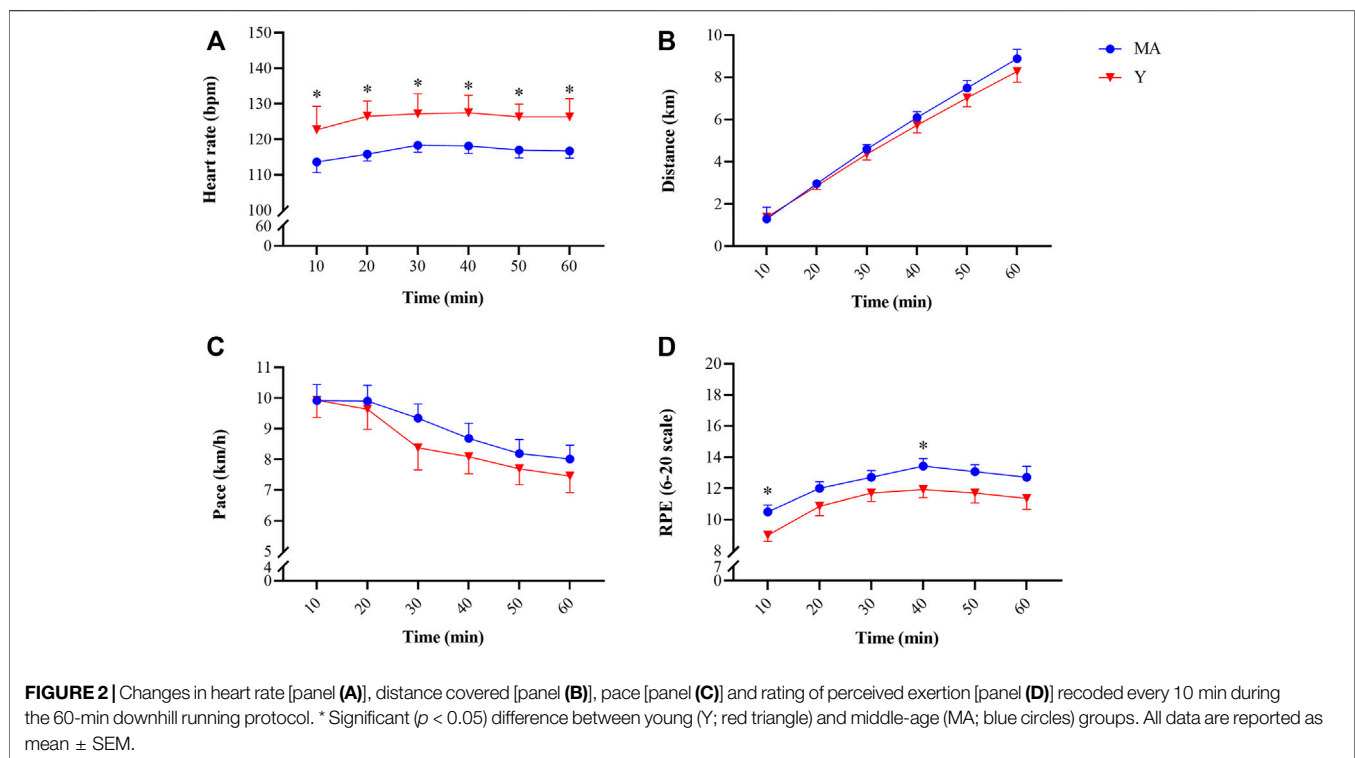 A
150
140
130
120
110
100
60
0
Heart rate (bpm)
* * * * * *
10 20 30 40 50 60
Time (min)
B
10
8
6
4
2
0
Distance (km)
10 20 30 40 50 60
Time (min)
MA
Y
C
11
10
9
8
7
6
5
4
0
Pace (km/h)
10 20 30 40 50 60
Time (min)
D
20
18
16
14
12
10
8
7
0
RPE (6-20 scale)
* *
10 20 30 40 50 60
Time (min)
FIGURE 2 | Changes in heart rate [panel (A)], distance covered [panel (B)], pace [panel (C)] and rating of perceived exertion [panel (D)] recoded every 10 min during
the 60-min downhill running protocol. * Significant (p < 0.05) difference between young (Y; red triangle) and middle-age (MA; blue circles) groups. All data are reported as
mean ± SEM.